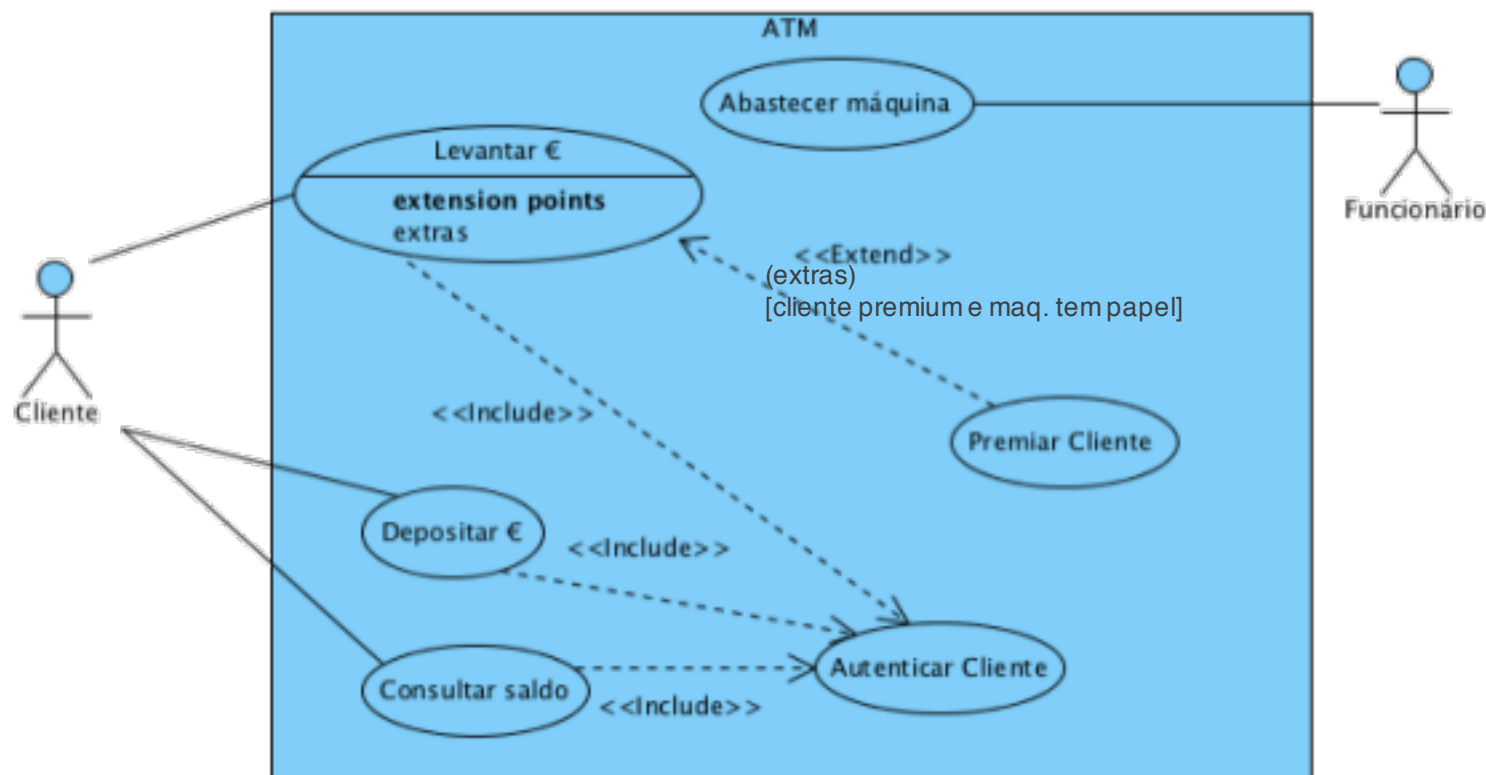 ATM
Abastecer máquina
Levantar €
extension points
extras
Funcionário
<<Extend>>
(extras)
[cliente premium e maq. tem papel]
Cliente
<<Include>>
Premiar Cliente
Depositar €
<<Include>>
Autenticar Cliente
Consultar saldo
<<Include>>